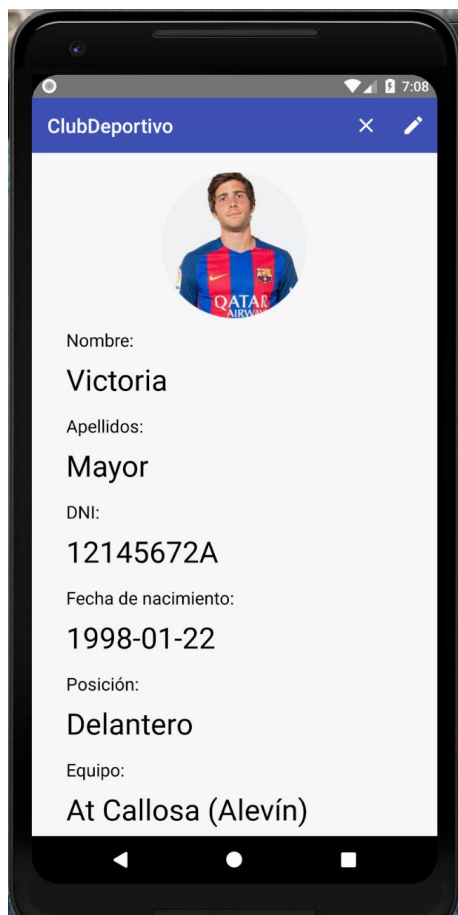 7:08
ClubDeportivo
QATAR
AIRWAYS
Nombre:
Victoria
Apellidos:
Mayor
DNI:
12145672A
Fecha de nacimiento:
1998-01-22
Posición:
Delantero
Equipo:
At Callosa (Alevín)